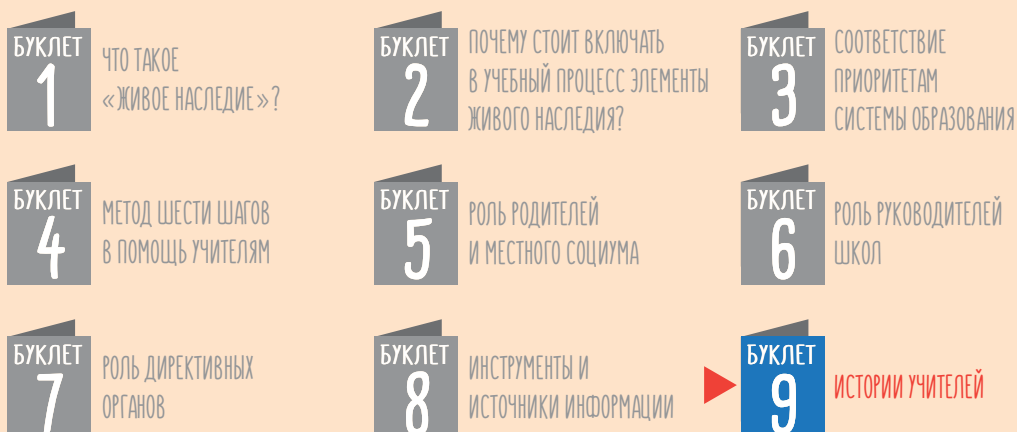 БУКЛЕТ
1
ЧТО ТАКОЕ
«ЖИВОЕ НАСЛЕДИЕ»?
БУКЛЕТ
2
ПОЧЕМУ СТОИТ ВКЛЮЧАТЬ
В УЧЕБНЫЙ ПРОЦЕСС ЭЛЕМЕНТЫ
ЖИВОГО НАСЛЕДИЯ?
БУКЛЕТ
3
СООТВЕТСТВИЕ
ПРИОРИТЕТАМ
СИСТЕМЫ ОБРАЗОВАНИЯ
БУКЛЕТ
4
МЕТОД ШЕСТИ ШАГОВ
В ПОМОЩЬ УЧИТЕЛЯМ
БУКЛЕТ
5
РОЛЬ РОДИТЕЛЕЙ
И МЕСТНОГО СОЦИУМА
БУКЛЕТ
6
РОЛЬ РУКОВОДИТЕЛЕЙ
ШКОЛ
БУКЛЕТ
7
РОЛЬ ДИРЕКТИВНЫХ
ОРГАНОВ
БУКЛЕТ
8
ИНСТРУМЕНТЫ И
ИСТОЧНИКИ ИНФОРМАЦИИ
БУКЛЕТ
9
ИСТОРИИ УЧИТЕЛЕЙ